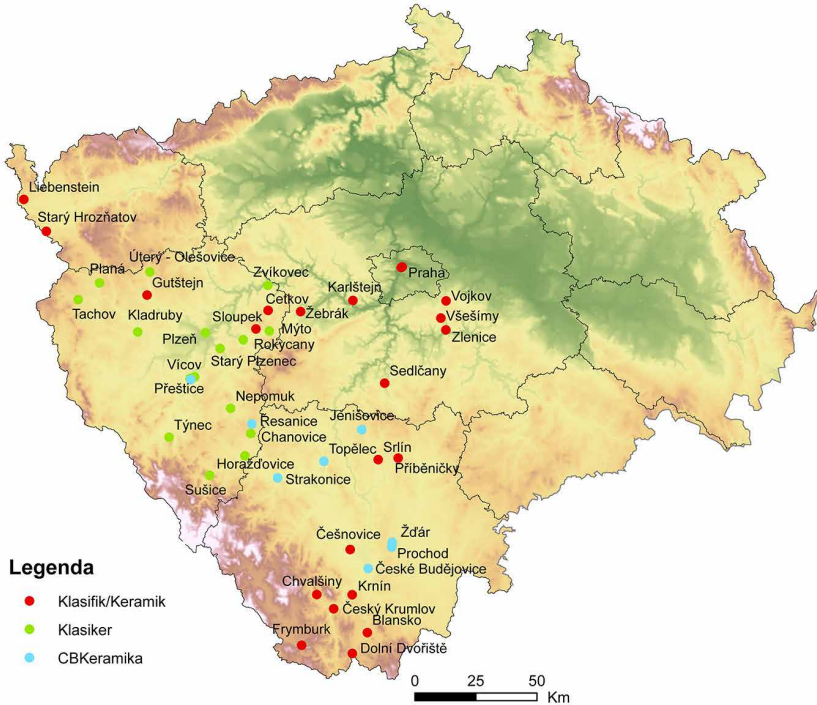 Liebenstein
Starý Hrozňatov
Úterý - Olešovice
Planá
Gutštejn
Zvíkovec
Praha
Tachov
Kladruby
Cetkov
Karlštejn
Vojkov
Sloupek
Žebrák
Všešímy
Plzeň
Mýto
Zlenice
Rokycany
Starý Plzenec
Vícov
Přeštice
Sedlčany
Nepomuk
Jenišovice
Týnec
Řesanice
Chanovice
Topělec
Srlín
Horažďovice
Příběničky
Sušice
Strakonice
Češnovice
Žďár
Prochod
České Budějovice
Chvalšiny
Krnín
Český Krumlov
Blansko
Frymburk
Dolní Dvořiště
Legenda
Klasifik/Keramik
Klasiker
CBKeramika
0 25 50
Km